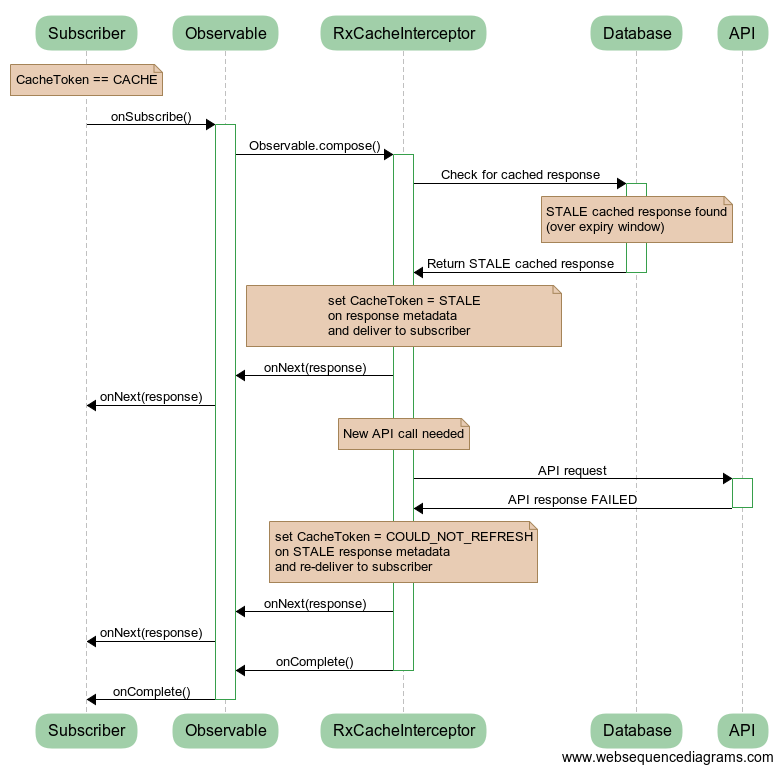 Subscriber
Observable
RxCacheInterceptor
Database
API
CacheToken == CACHE
onSubscribe()
Observable.compose()
Check for cached response
STALE cached response found
(over expiry window)
Return STALE cached response
set CacheToken = STALE
on response metadata
and deliver to subscriber
onNext(response)
onNext(response)
New API call needed
API request
API response FAILED
set CacheToken = COULD_NOT_REFRESH
on STALE response metadata
and re-deliver to subscriber
onNext(response)
onNext(response)
onComplete()
onComplete()
Subscriber
Observable
RxCacheInterceptor
Database
API
www.websequencediagrams.com